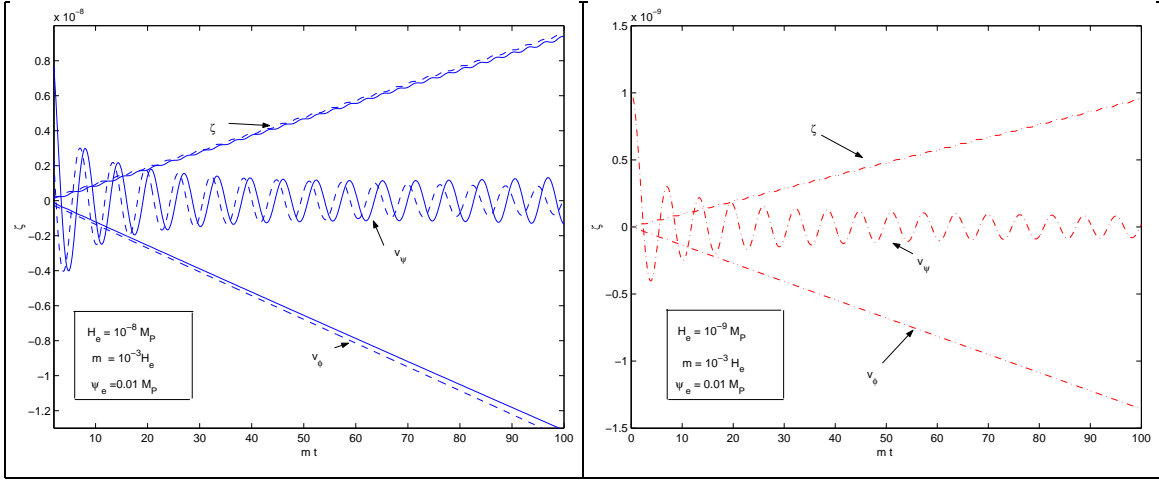 x 10⁻⁸
0.8
0.6
0.4
0.2
0
−0.2
−0.4
−0.6
−0.8
−1
−1.2
ζ
ζ
v_ψ
v_ϕ
H_e = 10⁻⁸ M_P
m = 10⁻³H_e
ψ_e =0.01 M_P
10 20 30 40 50 60 70 80 90 100
m t
x 10⁻⁹
1.5
1
0.5
0
−0.5
−1
−1.5
ζ
ζ
v_ψ
v_ϕ
H_e = 10⁻⁹ M_P
m = 10⁻³ H_e
ψ_e =0.01 M_P
0 10 20 30 40 50 60 70 80 90 100
m t